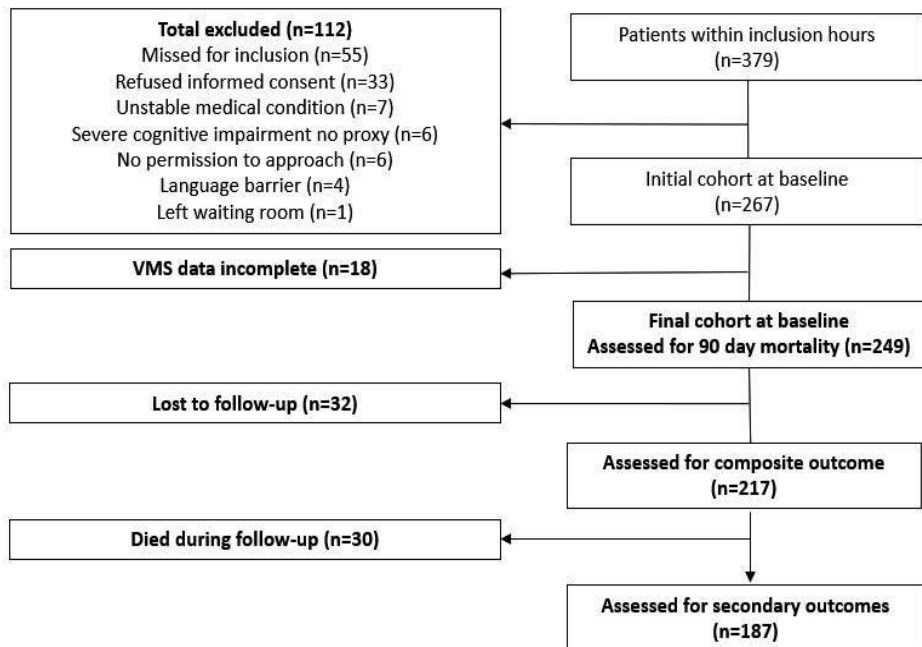 Total excluded (n=112)
Missed for inclusion (n=55)
Refused informed consent (n=33)
Unstable medical condition (n=7)
Severe cognitive impairment no proxy (n=6)
No permission to approach (n=6)
Language barrier (n=4)
Left waiting room (n=1)
Patients within inclusion hours
(n=379)
Initial cohort at baseline
(n=267)
VMS data incomplete (n=18)
Final cohort at baseline
Assessed for 90 day mortality (n=249)
Lost to follow-up (n=32)
Assessed for composite outcome
(n=217)
Died during follow-up (n=30)
Assessed for secondary outcomes
(n=187)